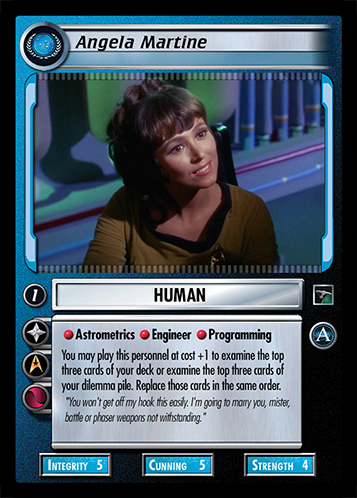 Angela Martine
1
HUMAN
Astrometrics Engineer Programming
A
You may play this personnel at cost +1 to examine the top
three cards of your deck or examine the top three cards of
your dilemma pile. Replace those cards in the same order.
"You won't get off my hook this easily. I'm going to marry you, mister,
battle or phaser weapons not withstanding."
INTEGRITY 5 CUNNING 5 STRENGTH 4